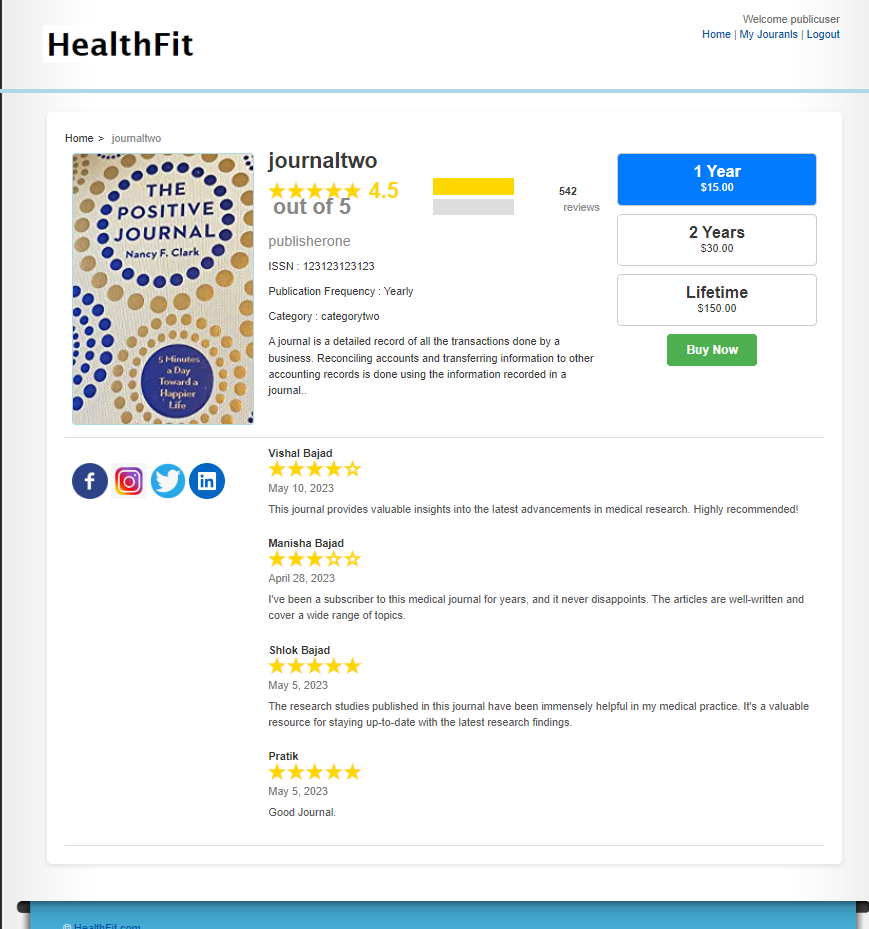 HealthFit
Welcome publicuser
Home | My Jouranls | Logout
Home > journaltwo
THE
POSITIVE
JOURNAL
Nancy F. Clark
5 Minutes
a Day
Toward a
Happier
Life
journaltwo
★★★★★ 4.5
out of 5
542
reviews
publisherone
ISSN : 123123123123
Publication Frequency : Yearly
Category : categorytwo
A journal is a detailed record of all the transactions done by a
business. Reconciling accounts and transferring information to other
accounting records is done using the information recorded in a
journal..
1 Year
$15.00
2 Years
$30.00
Lifetime
$150.00
Buy Now
Vishal Bajad
★★★★☆
May 10, 2023
This journal provides valuable insights into the latest advancements in medical research. Highly recommended!
Manisha Bajad
★★★☆☆
April 28, 2023
I've been a subscriber to this medical journal for years, and it never disappoints. The articles are well-written and
cover a wide range of topics.
Shlok Bajad
★★★★★
May 5, 2023
The research studies published in this journal have been immensely helpful in my medical practice. It's a valuable
resource for staying up-to-date with the latest research findings.
Pratik
★★★★★
May 5, 2023
Good Journal.
© HealthFit.com